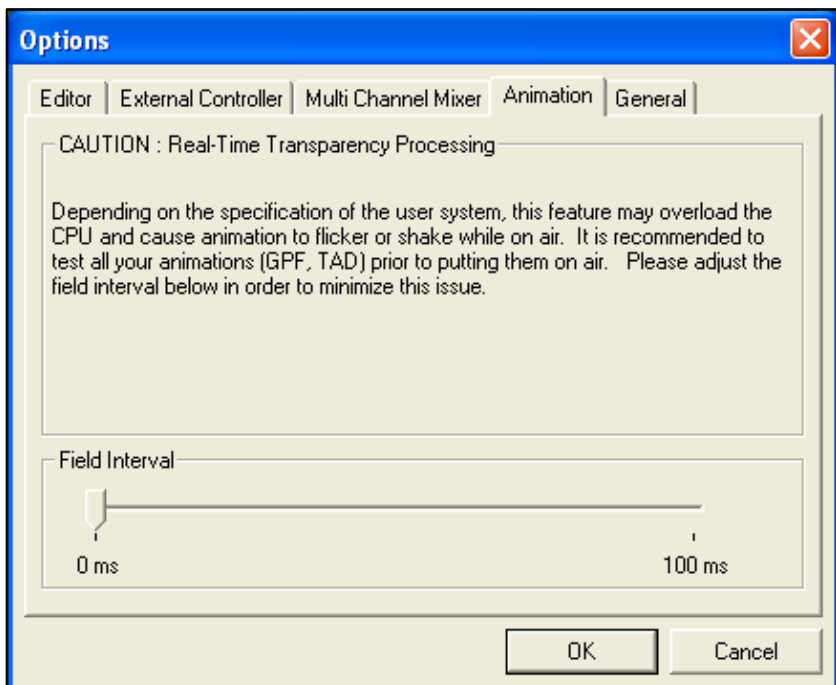 Options
Editor External Controller Multi Channel Mixer Animation General
CAUTION : Real-Time Transparency Processing
Depending on the specification of the user system, this feature may overload the
CPU and cause animation to flicker or shake while on air.  It is recommended to
test all your animations (GPF, TAD) prior to putting them on air.   Please adjust the
field interval below in order to minimize this issue.
Field Interval
0 ms 100 ms
OK Cancel